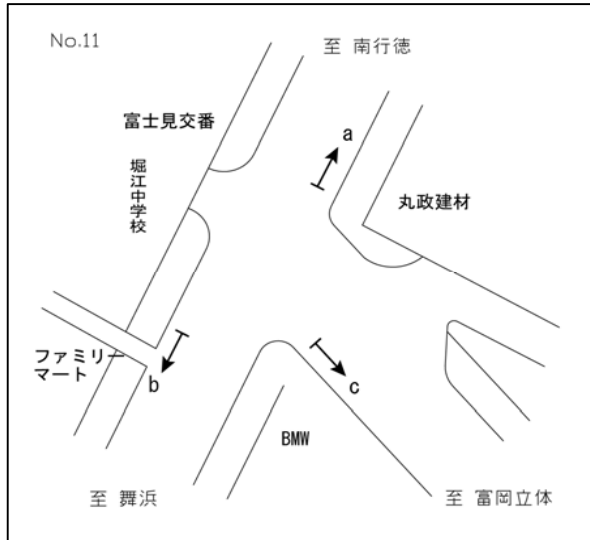 No.11
至 南行徳
富士見交番
a
堀江中学校
丸政建材
ファミリー
マート
b
c
BMW
至 舞浜
至 富岡立体